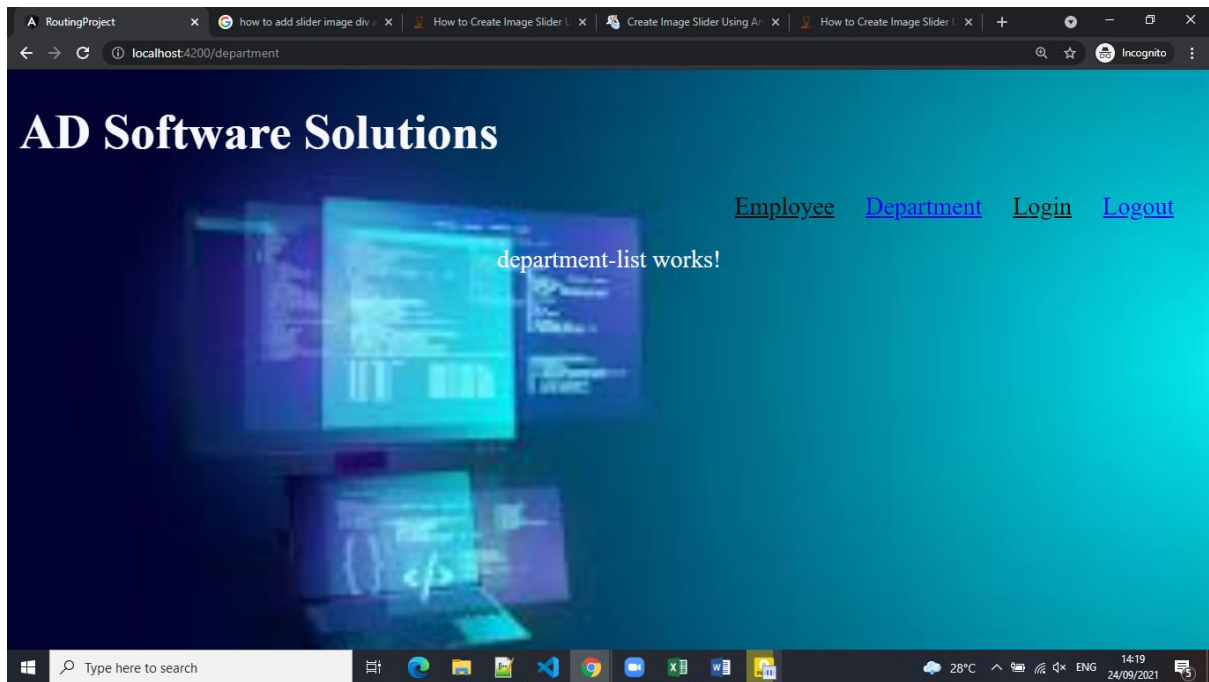 RoutingProject
how to add slider image div
How to Create Image Slider
Create Image Slider Using
How to Create Image Slider
localhost:4200/department
Incognito
AD Software Solutions
Employee Department Login Logout
department-list works!
{ } </>
Type here to search
28°C
ENG
14:19
24/09/2021
5